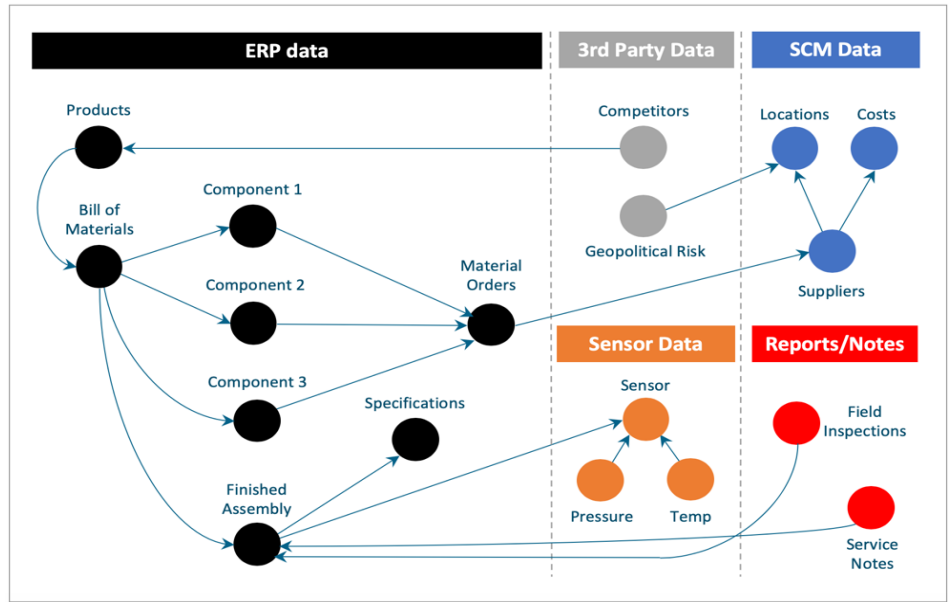 ERP data
3rd Party Data
SCM Data
Products
Competitors
Locations
Costs
Component 1
Bill of
Materials
Geopolitical Risk
Material
Orders
Component 2
Suppliers
Sensor Data
Reports/Notes
Component 3
Specifications
Sensor
Field
Inspections
Finished
Assembly
Pressure
Temp
Service
Notes